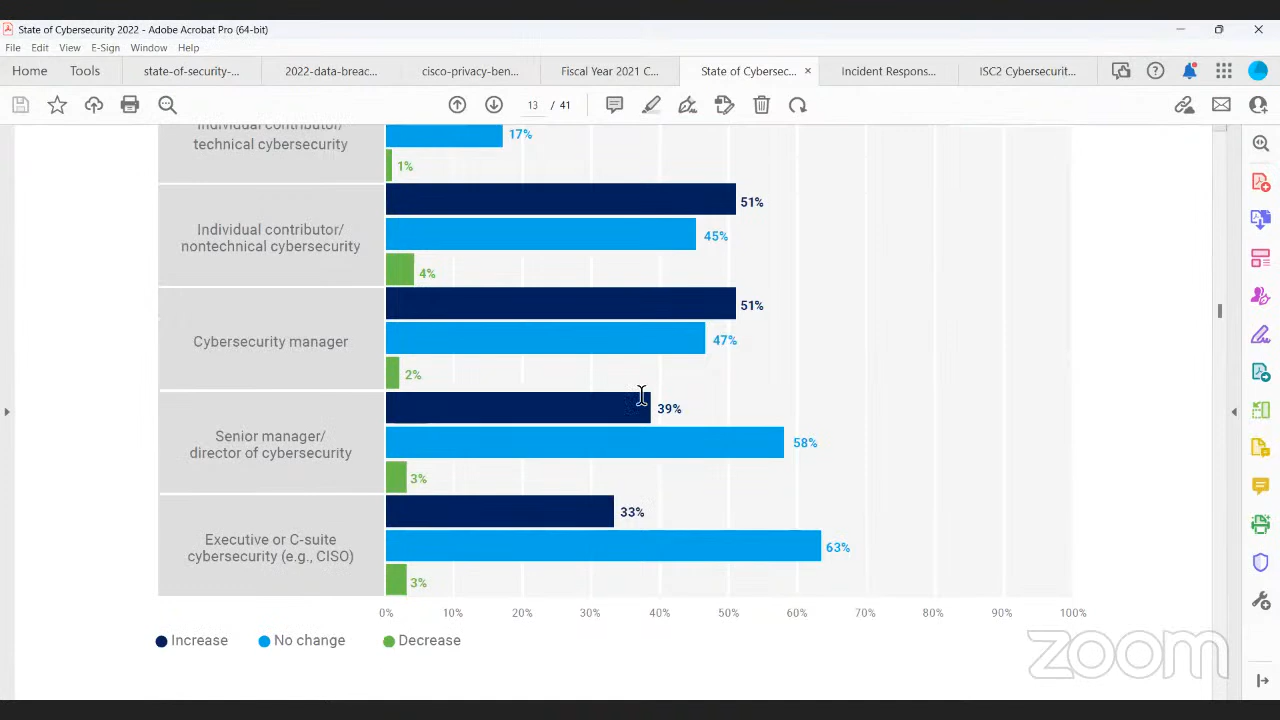 State of Cybersecurity 2022 - Adobe Acrobat Pro (64-bit)
File Edit View E-Sign Window Help
Home Tools state-of-security-... 2022-data-breac... cisco-privacy-ben... Fiscal Year 2021 C... State of Cybersec... × Incident Respons... ISC2 Cybersecurit...
13 / 41
Individual contributor/
technical cybersecurity
17%
1%
Individual contributor/
nontechnical cybersecurity
51%
45%
4%
Cybersecurity manager
51%
47%
2%
Senior manager/
director of cybersecurity
39%
58%
3%
Executive or C-suite
cybersecurity (e.g., CISO)
33%
63%
3%
0% 10% 20% 30% 40% 50% 60% 70% 80% 90% 100%
Increase No change Decrease
zoom